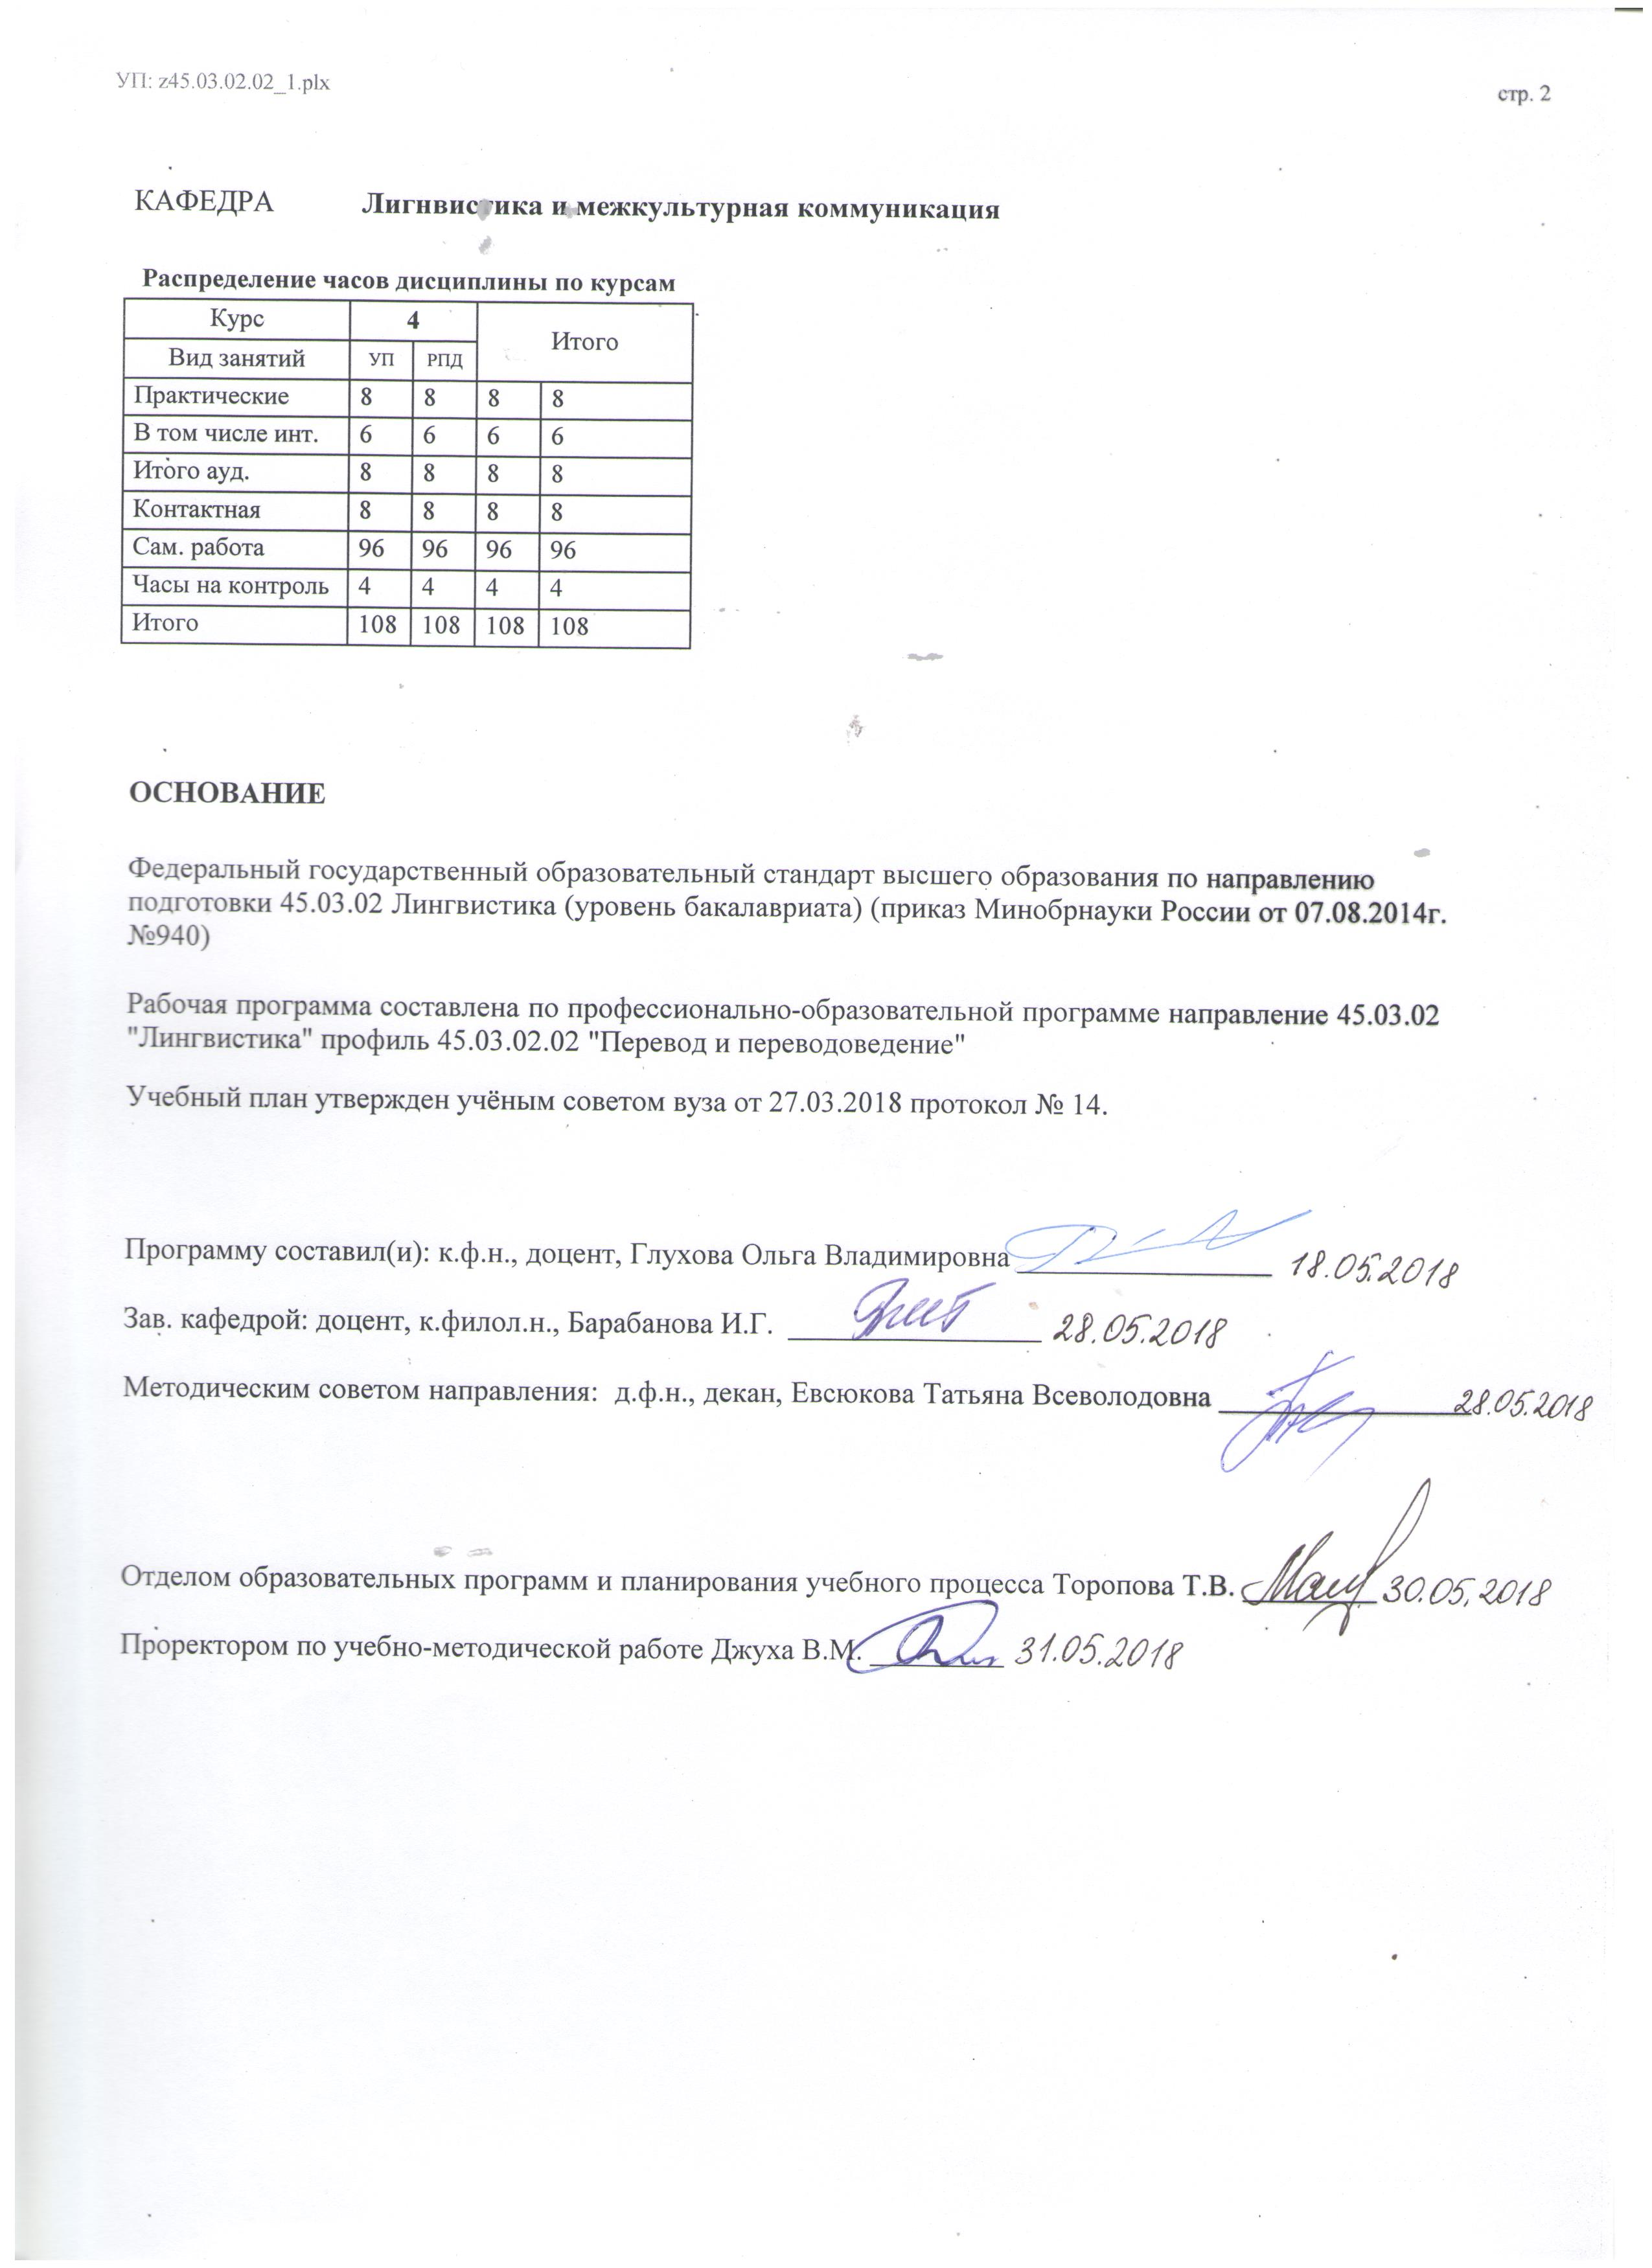 УП: z45.03.02.02_1.plx
стр. 2
КАФЕДРА Лигнвистика и межкультурная коммуникация
Распределение часов дисциплины по курсам
Курс 4 Итого
Вид занятий УП РПД
Практические 8 8 8 8
В том числе инт. 6 6 6 6
Итого ауд. 8 8 8 8
Контактная 8 8 8 8
Сам. работа 96 96 96 96
Часы на контроль 4 4 4 4
Итого 108 108 108 108
ОСНОВАНИЕ
Федеральный государственный образовательный стандарт высшего образования по направлению
подготовки 45.03.02 Лингвистика (уровень бакалавриата) (приказ Минобрнауки России от 07.08.2014г.
№940)
Рабочая программа составлена по профессионально-образовательной программе направление 45.03.02
"Лингвистика" профиль 45.03.02.02 "Перевод и переводоведение"
Учебный план утвержден учёным советом вуза от 27.03.2018 протокол № 14.
Программу составил(и): к.ф.н., доцент, Глухова Ольга Владимировна 18.05.2018
Зав. кафедрой: доцент, к.филол.н., Барабанова И.Г. 28.05.2018
Методическим советом направления: д.ф.н., декан, Евсюкова Татьяна Всеволодовна 28.05.2018
Отделом образовательных программ и планирования учебного процесса Торопова Т.В. 30.05.2018
Проректором по учебно-методической работе Джуха В.М. 31.05.2018